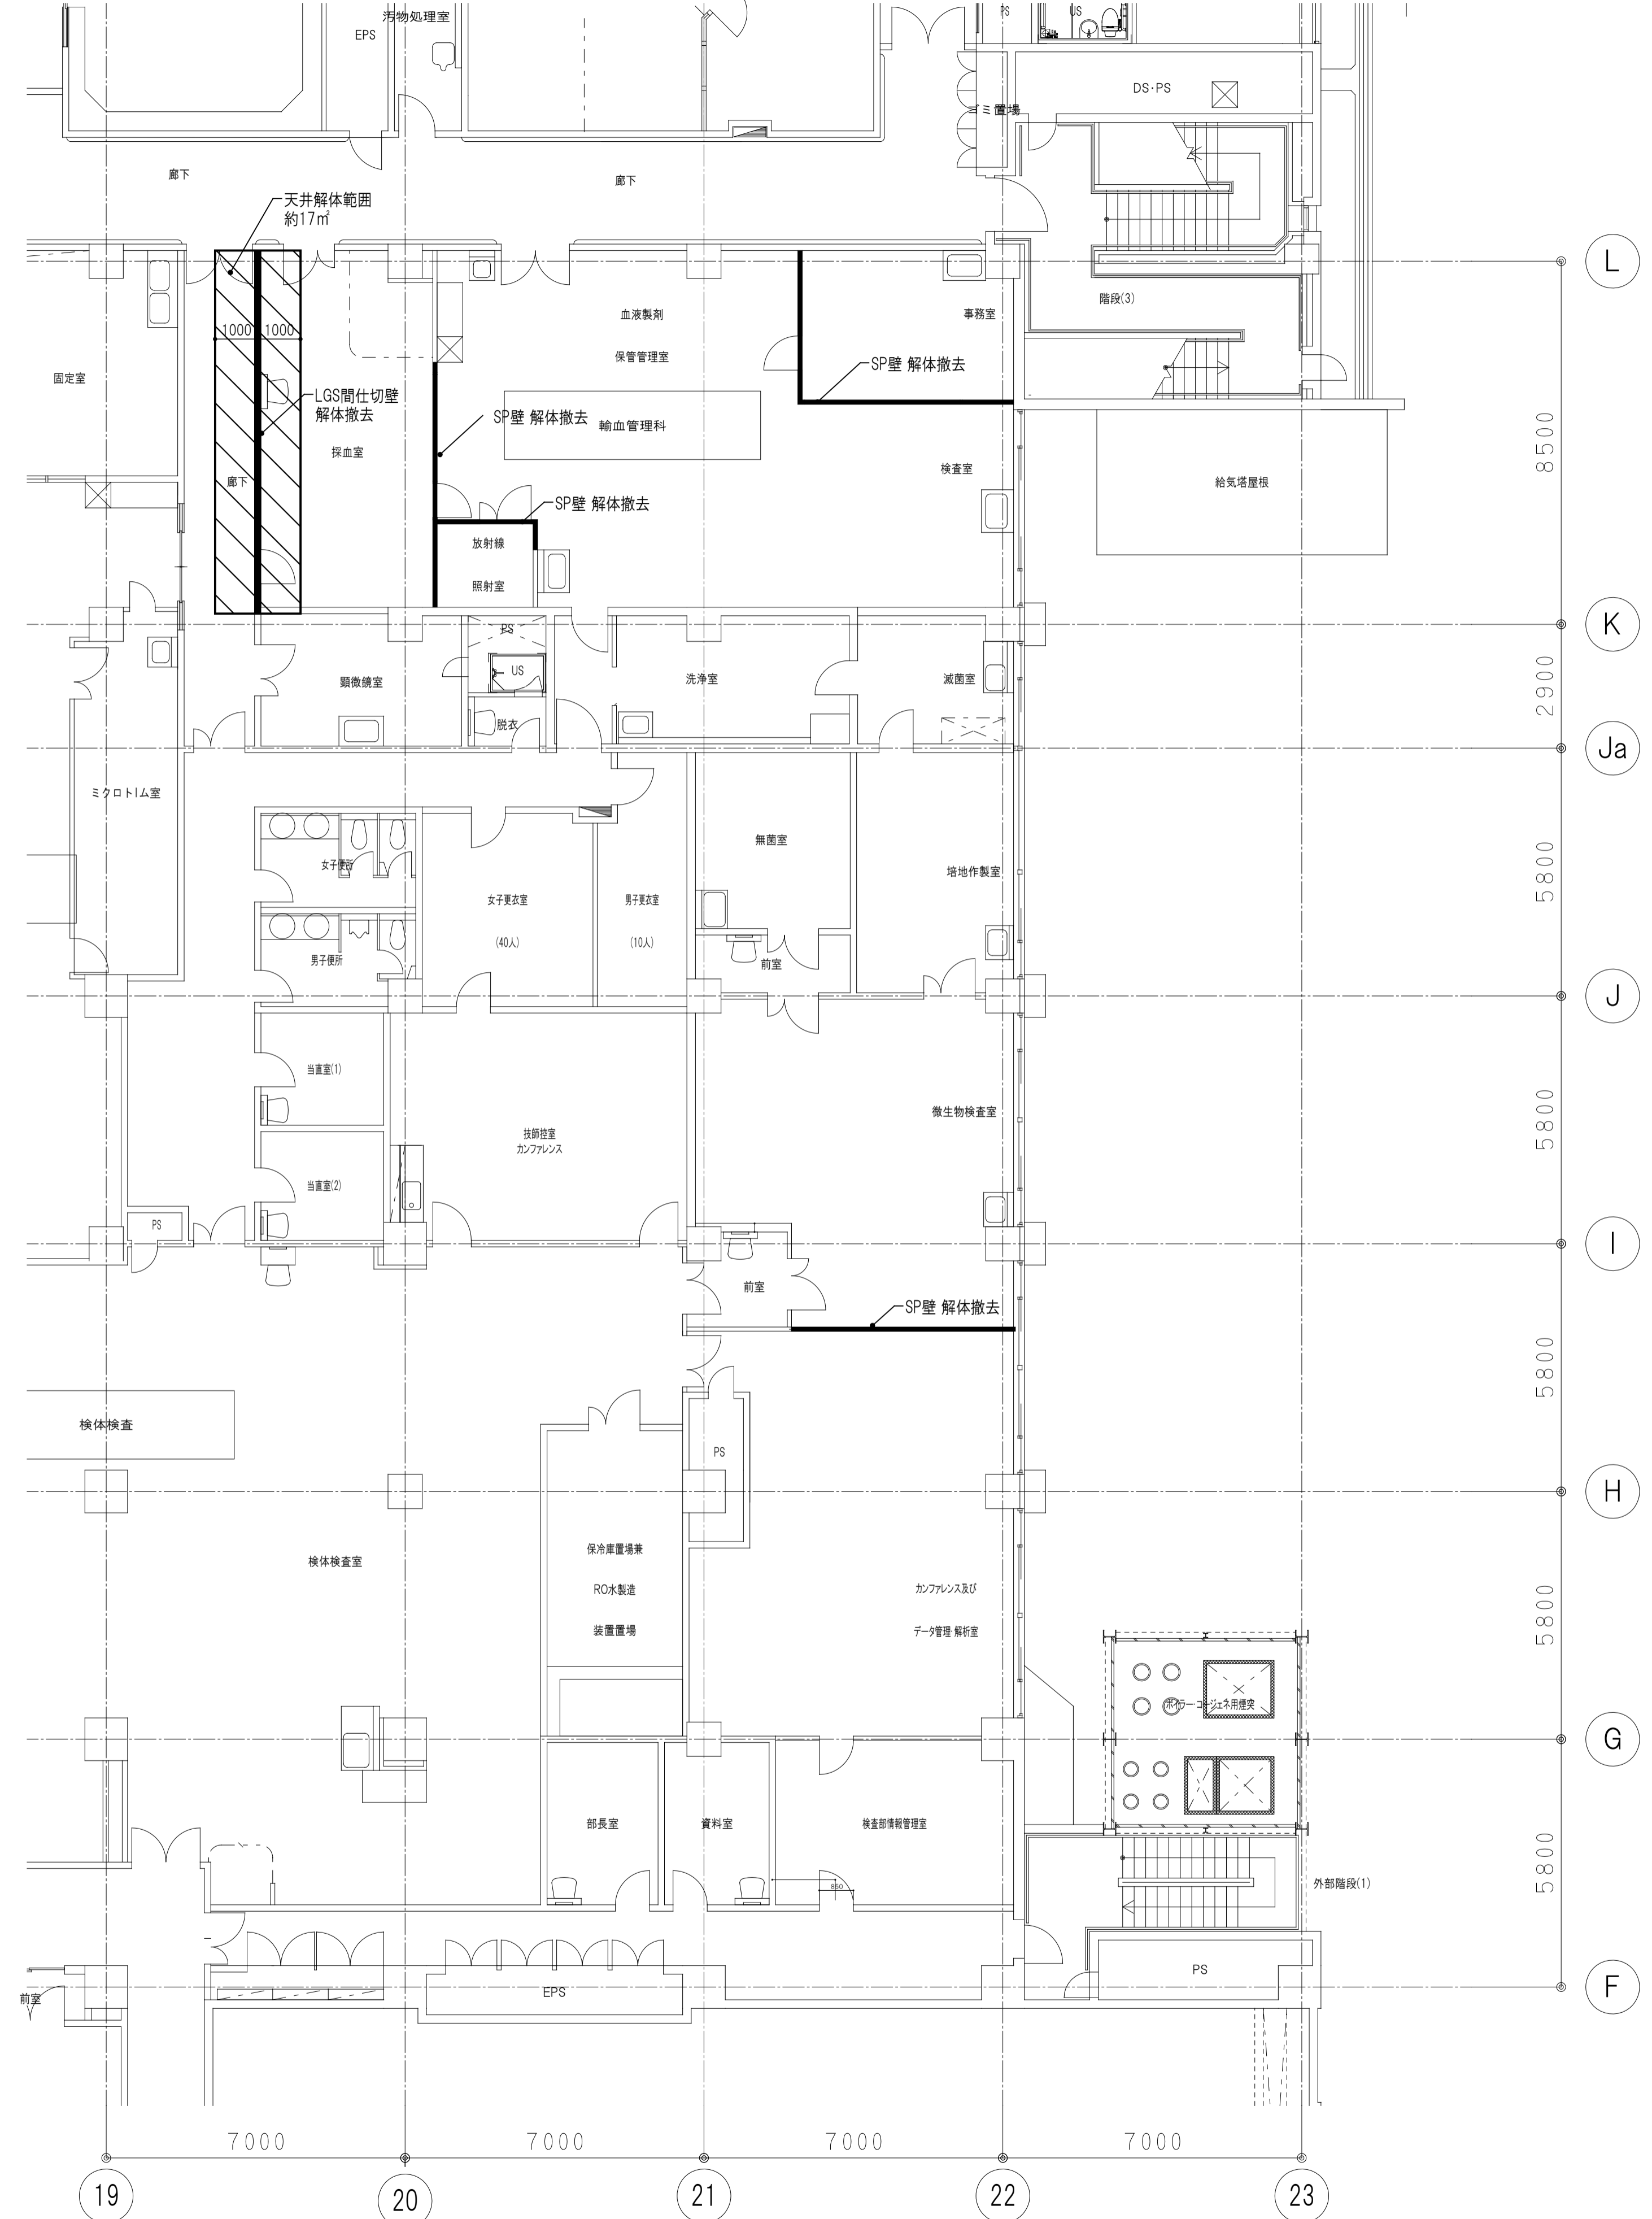 汚物処理室
EPS
PS
US
DS·PS
ゴミ置場
廊下
廊下
天井解体範囲
約17㎡
L
階段(3)
血液製剤
保管管理室
事務室
1000
1000
固定室
SP壁 解体撤去
LGS間仕切壁
解体撤去
SP壁 解体撤去
輸血管理科
採血室
検査室
8500
廊下
給気塔屋根
SP壁 解体撤去
放射線
照射室
K
PS
US
顕微鏡室
洗浄室
滅菌室
2900
脱衣
Ja
ミクロトーム室
無菌室
女子便所
培地作製室
5800
女子更衣室
(40人)
男子更衣室
(10人)
男子便所
前室
J
当直室(1)
微生物検査室
5800
技師控室
カンファレンス
当直室(2)
PS
I
前室
SP壁 解体撤去
5800
検体検査
PS
H
検体検査室
保冷庫置場兼
RO水製造
装置置場
カンファレンス及び
データ管理·解析室
5800
ボイラー·コージェネ用煙突
G
部長室
資料室
検査部情報管理室
5800
850
外部階段(1)
PS
EPS
前室
F
7000
7000
7000
7000
19
20
21
22
23